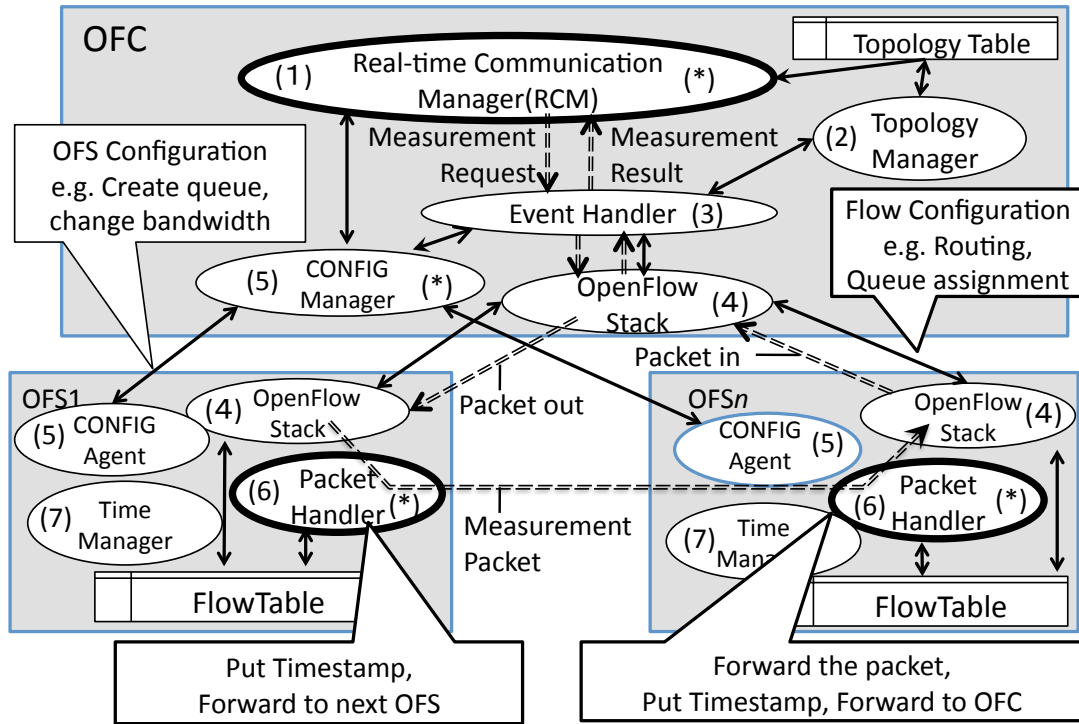 OFC
Topology Table
(1) Real-time Communication (*)
Manager(RCM)
Measurement
Request
Measurement
Result
(2) Topology
Manager
OFS Configuration
e.g. Create queue,
change bandwidth
Event Handler (3)
Flow Configuration
e.g. Routing,
Queue assignment
(5) CONFIG
Manager (*)
OpenFlow
Stack (4)
Packet in
Packet out
OFS1
(4) OpenFlow
Stack
(5) CONFIG
Agent
(6) Packet
Handler (*)
(7) Time
Manager
FlowTable
Measurement
Packet
OFSn
OpenFlow
Stack (4)
CONFIG
Agent (5)
Packet
(6) Handler (*)
(7) Time
FlowTable
Put Timestamp,
Forward to next OFS
Forward the packet,
Put Timestamp, Forward to OFC